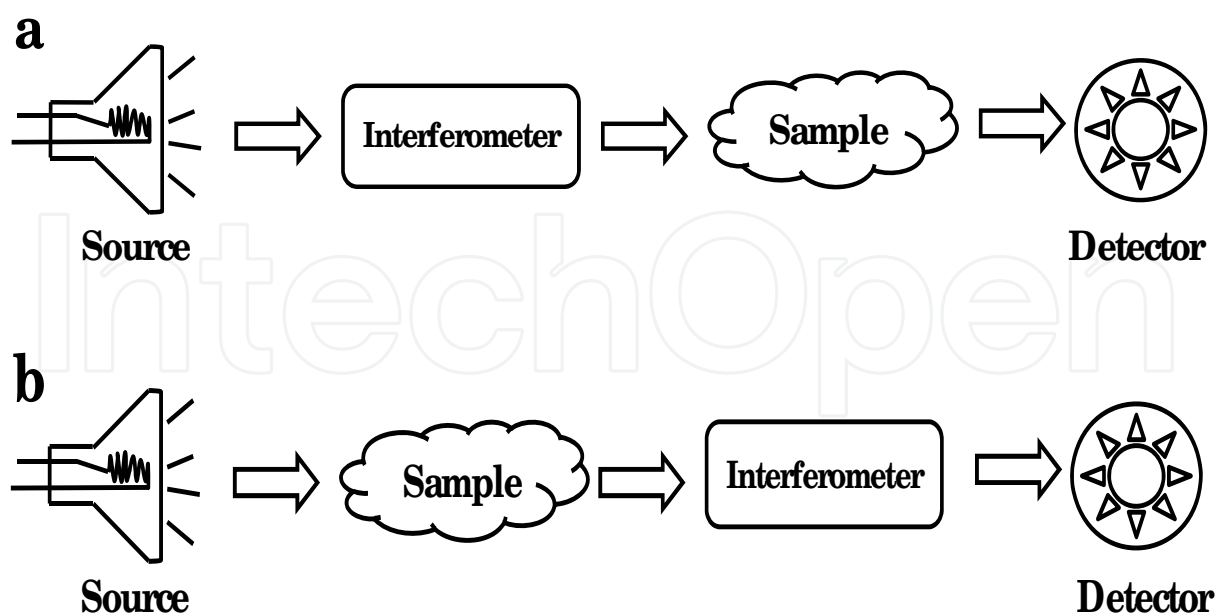 a
Interferometer
Sample
Source
Detector
IntechOpen
b
Sample
Interferometer
Source
Detector